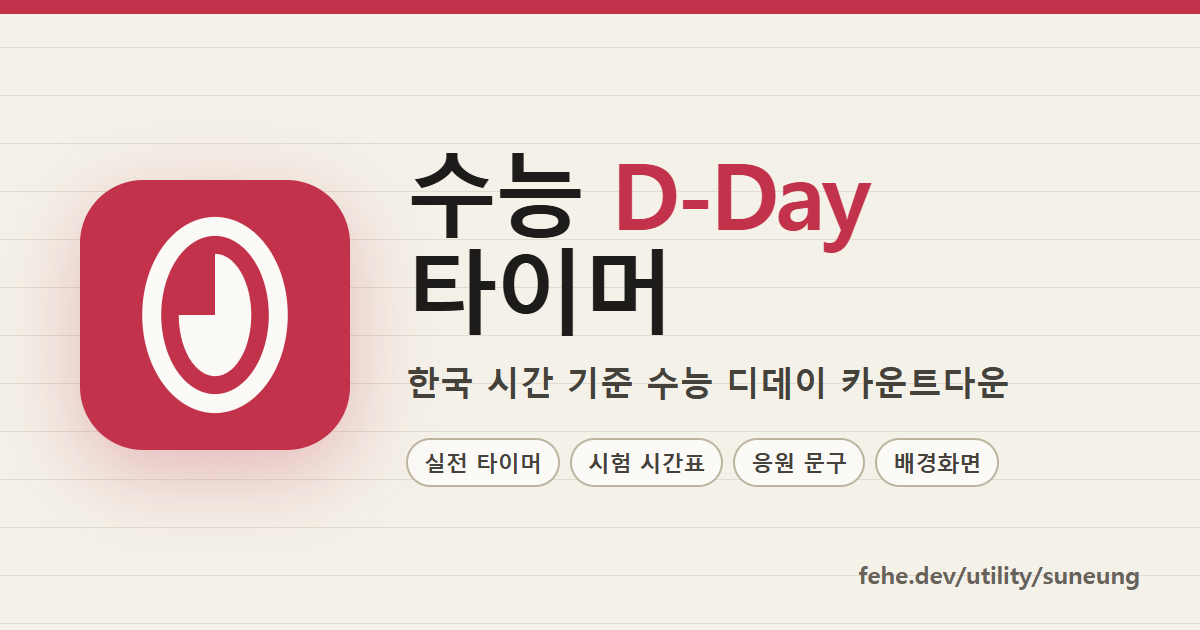 수능 D-Day
타이머
한국 시간 기준 수능 디데이 카운트다운
실전 타이머 시험 시간표 응원 문구 배경화면
fehe.dev/utility/suneung